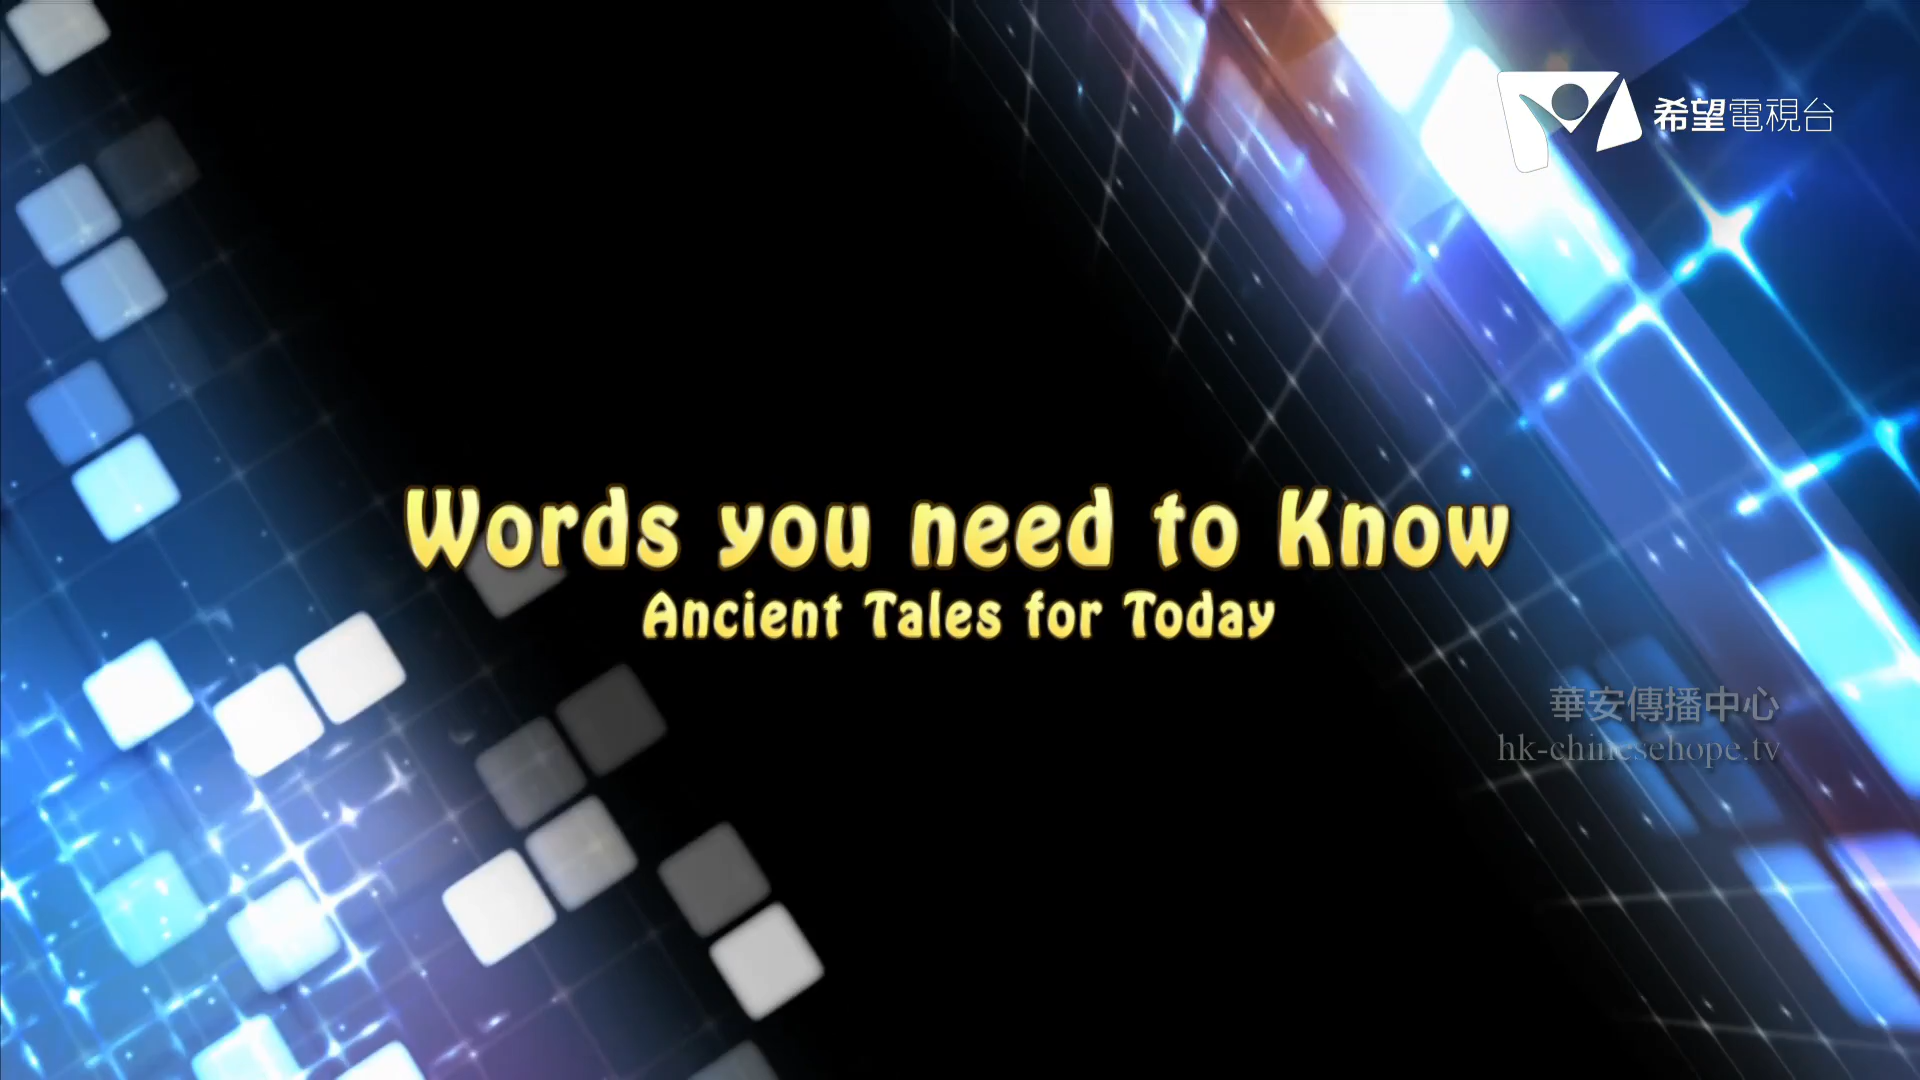 希望電視台
Words you need to Know
Ancient Tales for Today
華安傳播中心
hk-chinesehope.tv